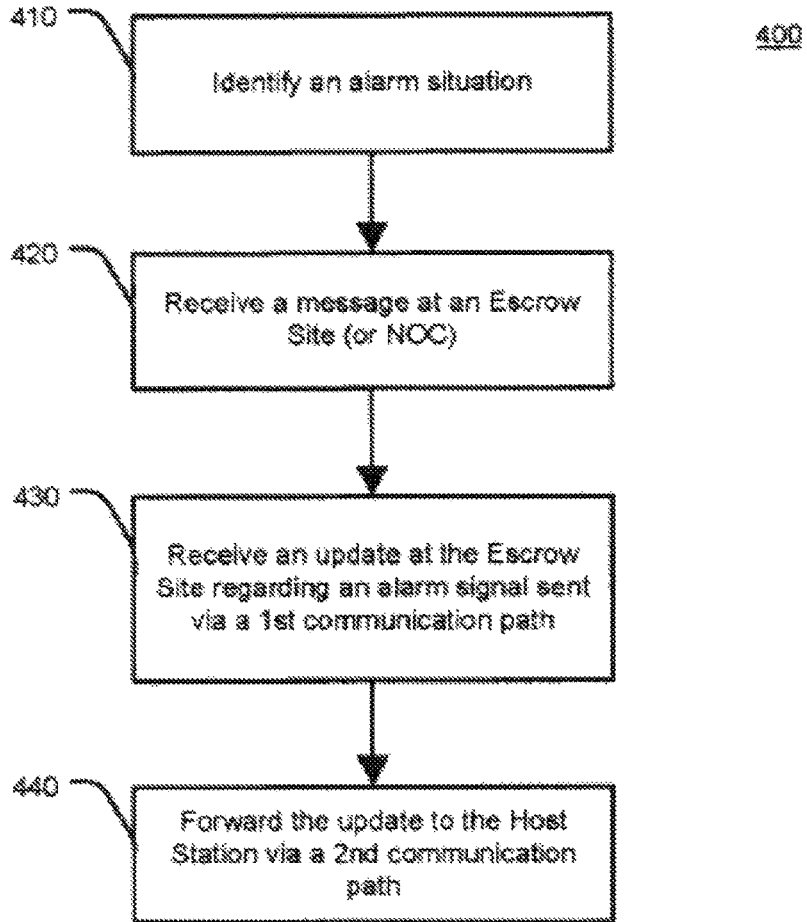 410
400
Identify an alarm situation
420
Receive a message at an Escrow
Site (or NOC)
430
Receive an update at the Escrow
Site regarding an alarm signal sent
via a 1st communication path
440
Forward the update to the Host
Station via a 2nd communication
path